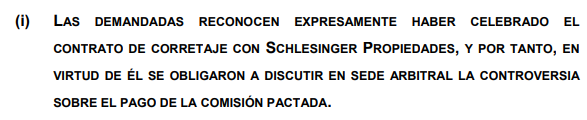 (i) LAS DEMANDADAS RECONOCEN EXPRESAMENTE HABER CELEBRADO EL
CONTRATO DE CORRETAJE CON SCHLESINGER PROPIEDADES, Y POR TANTO, EN
VIRTUD DE ÉL SE OBLIGARON A DISCUTIR EN SEDE ARBITRAL LA CONTROVERSIA
SOBRE EL PAGO DE LA COMISIÓN PACTADA.